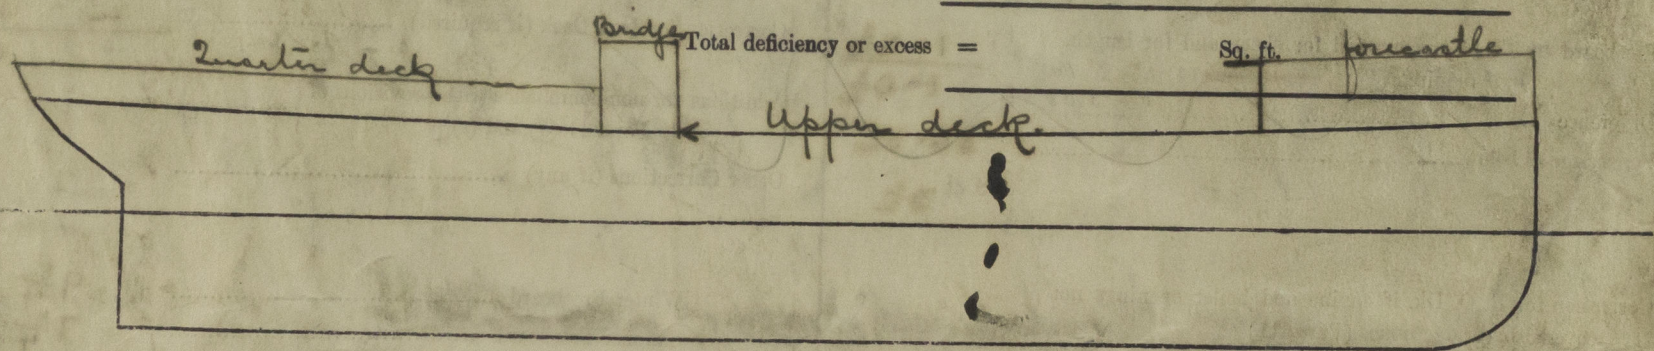 Bridge
Total deficiency or excess = Sq. ft. forecastle
Quarter deck
Upper deck.